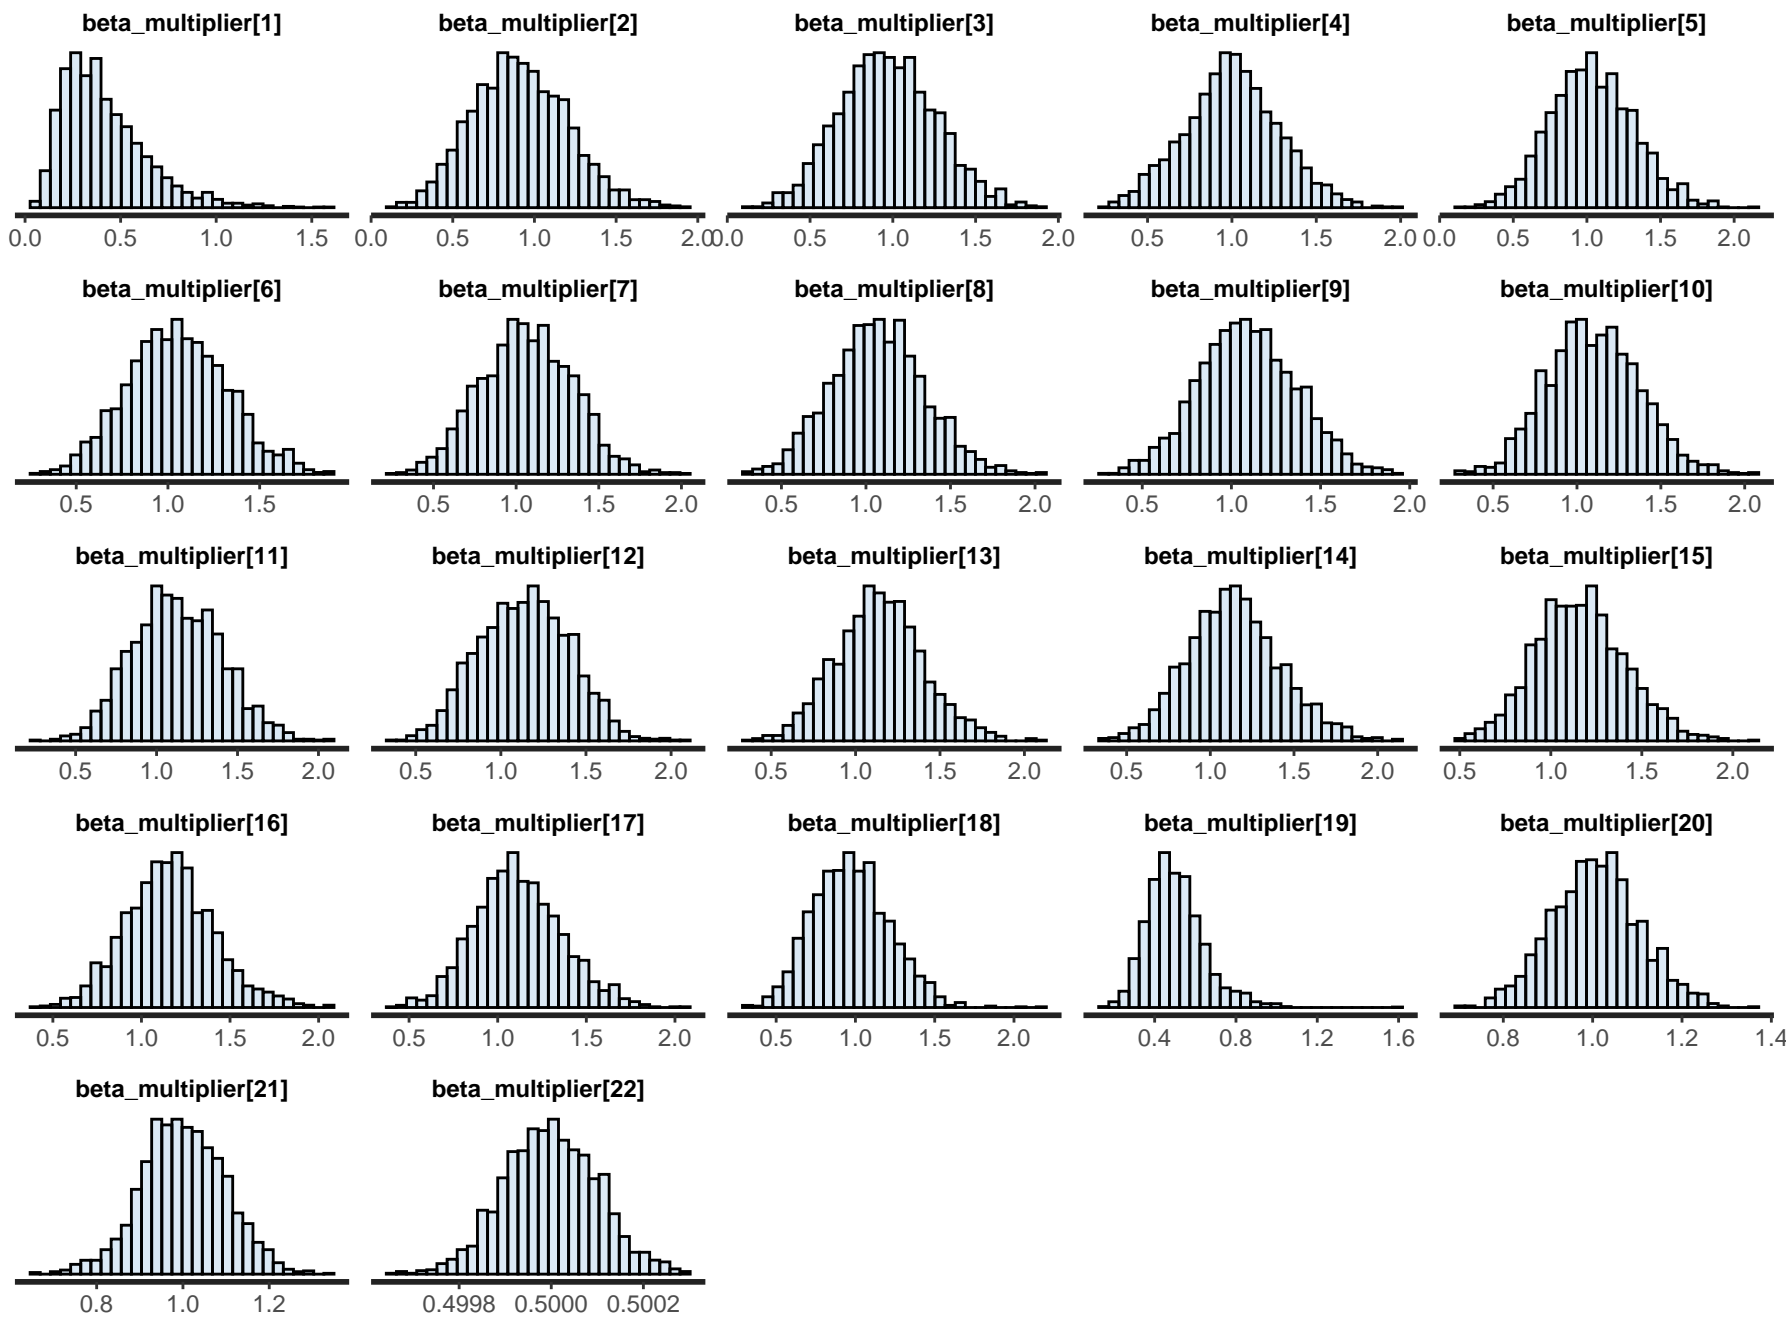 beta_multiplier[1] beta_multiplier[2] beta_multiplier[3] beta_multiplier[4] beta_multiplier[5]
0.0 0.5 1.0 1.5 0.0 0.5 1.0 1.5 2.0 0.0 0.5 1.0 1.5 2.0 0.5 1.0 1.5 2.0 0.0 0.5 1.0 1.5 2.0
beta_multiplier[6] beta_multiplier[7] beta_multiplier[8] beta_multiplier[9] beta_multiplier[10]
0.5 1.0 1.5 0.5 1.0 1.5 2.0 0.5 1.0 1.5 2.0 0.5 1.0 1.5 2.0 0.5 1.0 1.5 2.0
beta_multiplier[11] beta_multiplier[12] beta_multiplier[13] beta_multiplier[14] beta_multiplier[15]
0.5 1.0 1.5 2.0 0.5 1.0 1.5 2.0 0.5 1.0 1.5 2.0 0.5 1.0 1.5 2.0 0.5 1.0 1.5 2.0
beta_multiplier[16] beta_multiplier[17] beta_multiplier[18] beta_multiplier[19] beta_multiplier[20]
0.5 1.0 1.5 2.0 0.5 1.0 1.5 2.0 0.5 1.0 1.5 2.0 0.4 0.8 1.2 1.6 0.8 1.0 1.2 1.4
beta_multiplier[21] beta_multiplier[22]
0.8 1.0 1.2 0.4998 0.5000 0.5002